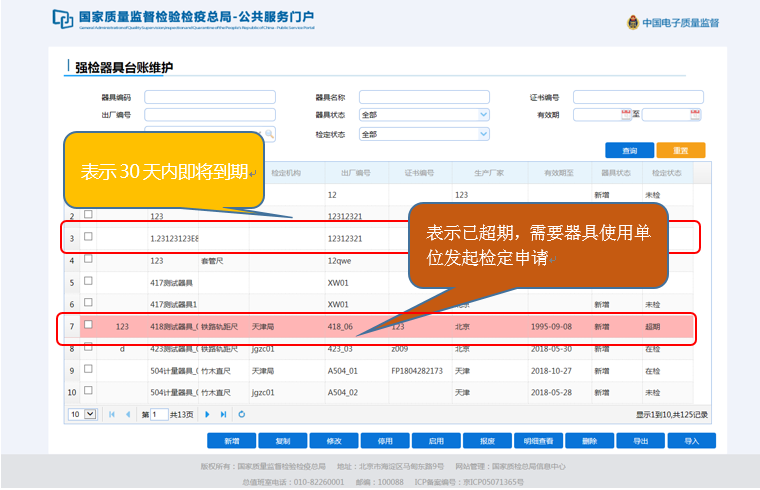 国家质量监督检验检疫总局-公共服务门户
General Administration of Quality Supervision, Inspection and Quarantine of the People's Republic of China - Public Service Portal
中国电子质量监督
强检器具台账维护
器具编码 器具名称 证书编号
出厂编号 器具状态 全部 有效期 至
检定状态 全部
查询 重置
表示 30 天内即将到期
检定机构 出厂编号 证书编号 生产厂家 有效期至 器具状态 检定状态
12 123 新增 未检
2 123 12312321
表示已超期，需要器具使用单
位发起检定申请
3 1.23123123E8 12312321
4 123 套管尺 12qwe
5 417测试器具 XW01
6 417测试器具1 XW01 北京 新增 未检
7 123 418测试器具_ 铁路轨距尺 天津局 418_06 123 北京 1995-09-08 新增 超期
8 d 423测试器具_ 铁路轨距尺 jgzc01 423_03 z009 北京 2018-05-30 新增 在检
9 504计量器具_ 竹木直尺 天津局 A504_01 FP1804282173 天津 2018-10-27 新增 在检
10 504计量器具_ 竹木直尺 jgzc01 A504_02 天津 2018-05-28 新增 未检
10 第 1 共13页 显示1到10,共125记录
新增 复制 修改 停用 启用 报废 明细查看 删除 导出 导入
版权所有：国家质量监督检验检疫总局 地址：北京市海淀区马甸东路9号 网站管理：国家质检总局信息中心
总值班室电话：010-82260001 邮编：100088 ICP备案编号：京ICP05071365号